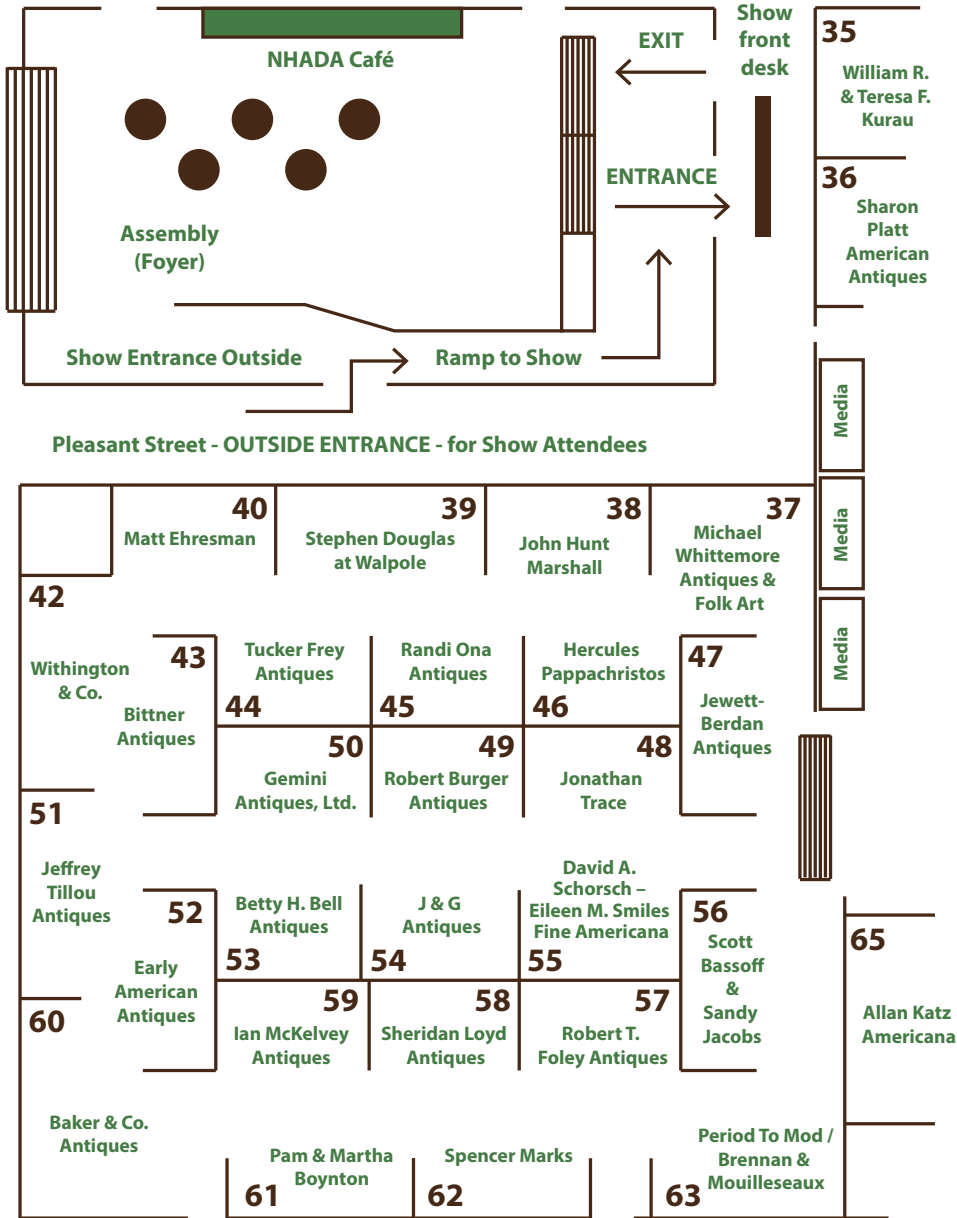 NHADA Café
EXIT
Show
front
desk
35
William R.
& Teresa F.
Kurau
ENTRANCE
36
Sharon
Platt
American
Antiques
Assembly
(Foyer)
Show Entrance Outside
Ramp to Show
Media
Media
Media
Pleasant Street - OUTSIDE ENTRANCE - for Show Attendees
40
Matt Ehresman
39
Stephen Douglas
at Walpole
38
John Hunt
Marshall
37
Michael
Whittemore
Antiques &
Folk Art
42
Withington
& Co.
43
Bittner
Antiques
Tucker Frey
Antiques
44
Randi Ona
Antiques
45
Hercules
Pappachristos
46
47
Jewett-
Berdan
Antiques
50
Gemini
Antiques, Ltd.
49
Robert Burger
Antiques
48
Jonathan
Trace
51
Jeffrey
Tillou
Antiques
52
Early
American
Antiques
Betty H. Bell
Antiques
53
J & G
Antiques
54
David A.
Schorsch –
Eileen M. Smiles
Fine Americana
55
56
Scott
Bassoff
&
Sandy
Jacobs
65
Allan Katz
Americana
59
Ian McKelvey
Antiques
58
Sheridan Loyd
Antiques
57
Robert T.
Foley Antiques
60
Baker & Co.
Antiques
Pam & Martha
Boynton
61
Spencer Marks
62
Period To Mod /
Brennan &
Mouilleseaux
63